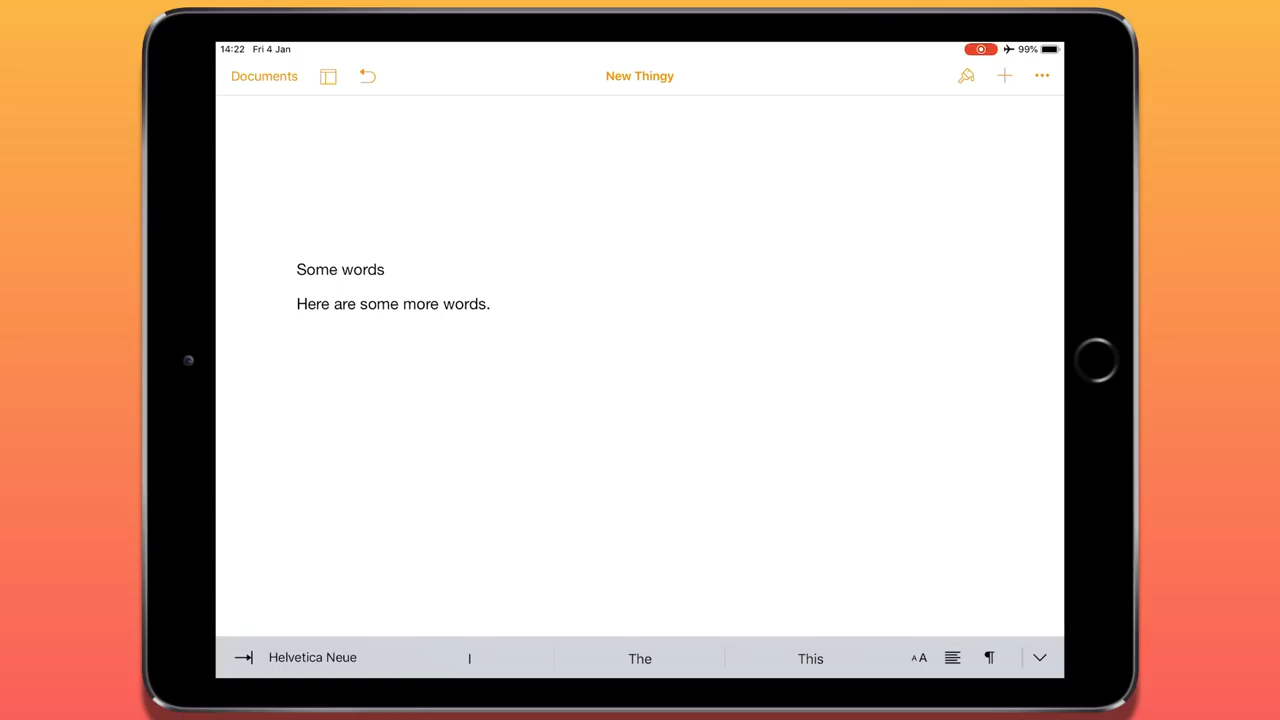 14:22 Fri 4 Jan 99%
Documents New Thingy
Some words
Here are some more words.
Helvetica Neue I The This AA ¶